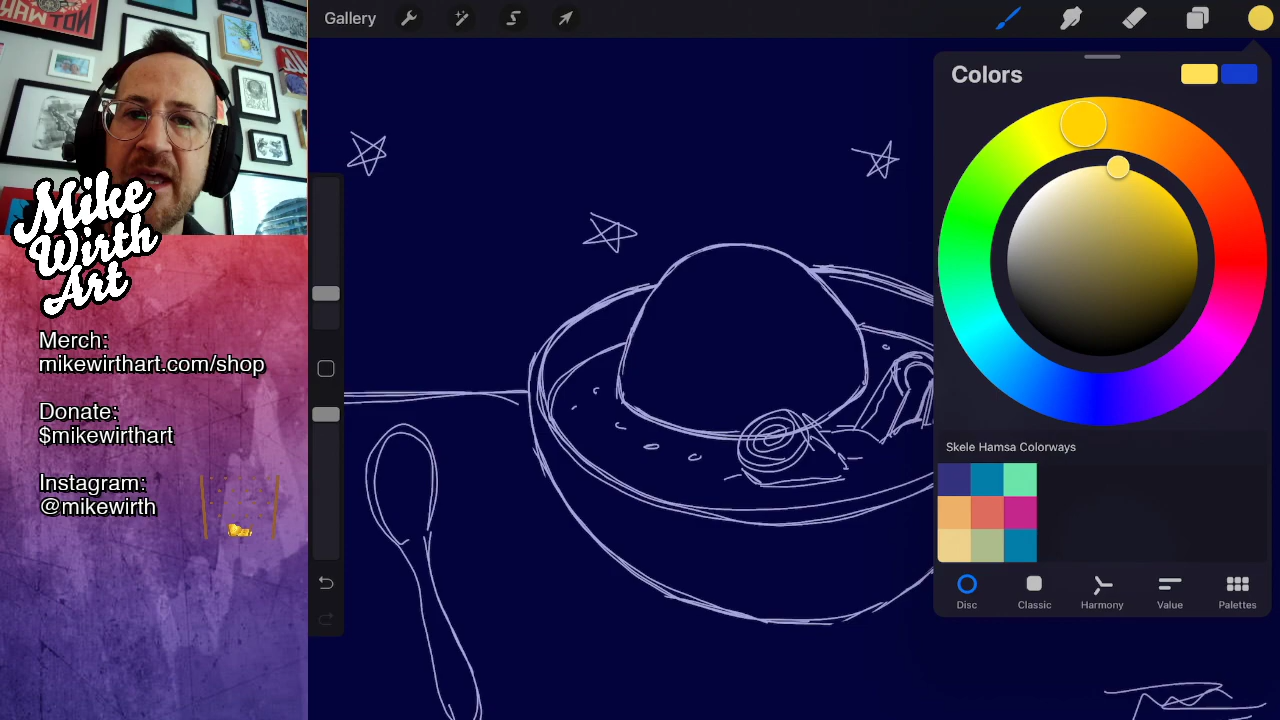 Gallery
Colors
Mike
Wirth
Art
Merch:
mikewirthart.com/shop
Donate:
$mikewirthart
Instagram:
@mikewirth
Skele Hamsa Colorways
Disc
Classic
Harmony
Value
Palettes